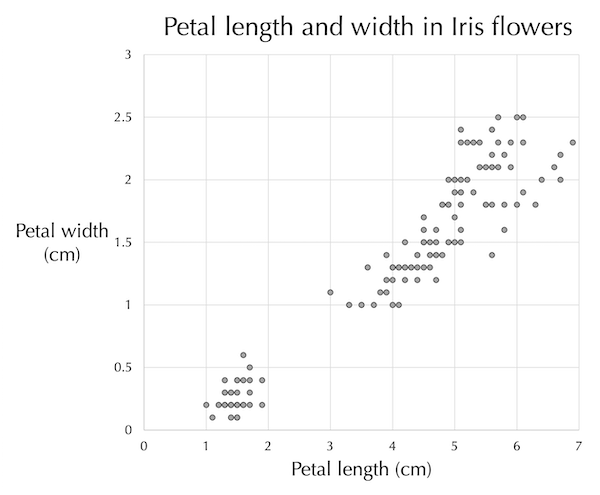 Petal length and width in Iris flowers
3
2.5
2
Petal width
(cm)
1.5
1
0.5
0
0 1 2 3 4 5 6 7
Petal length (cm)